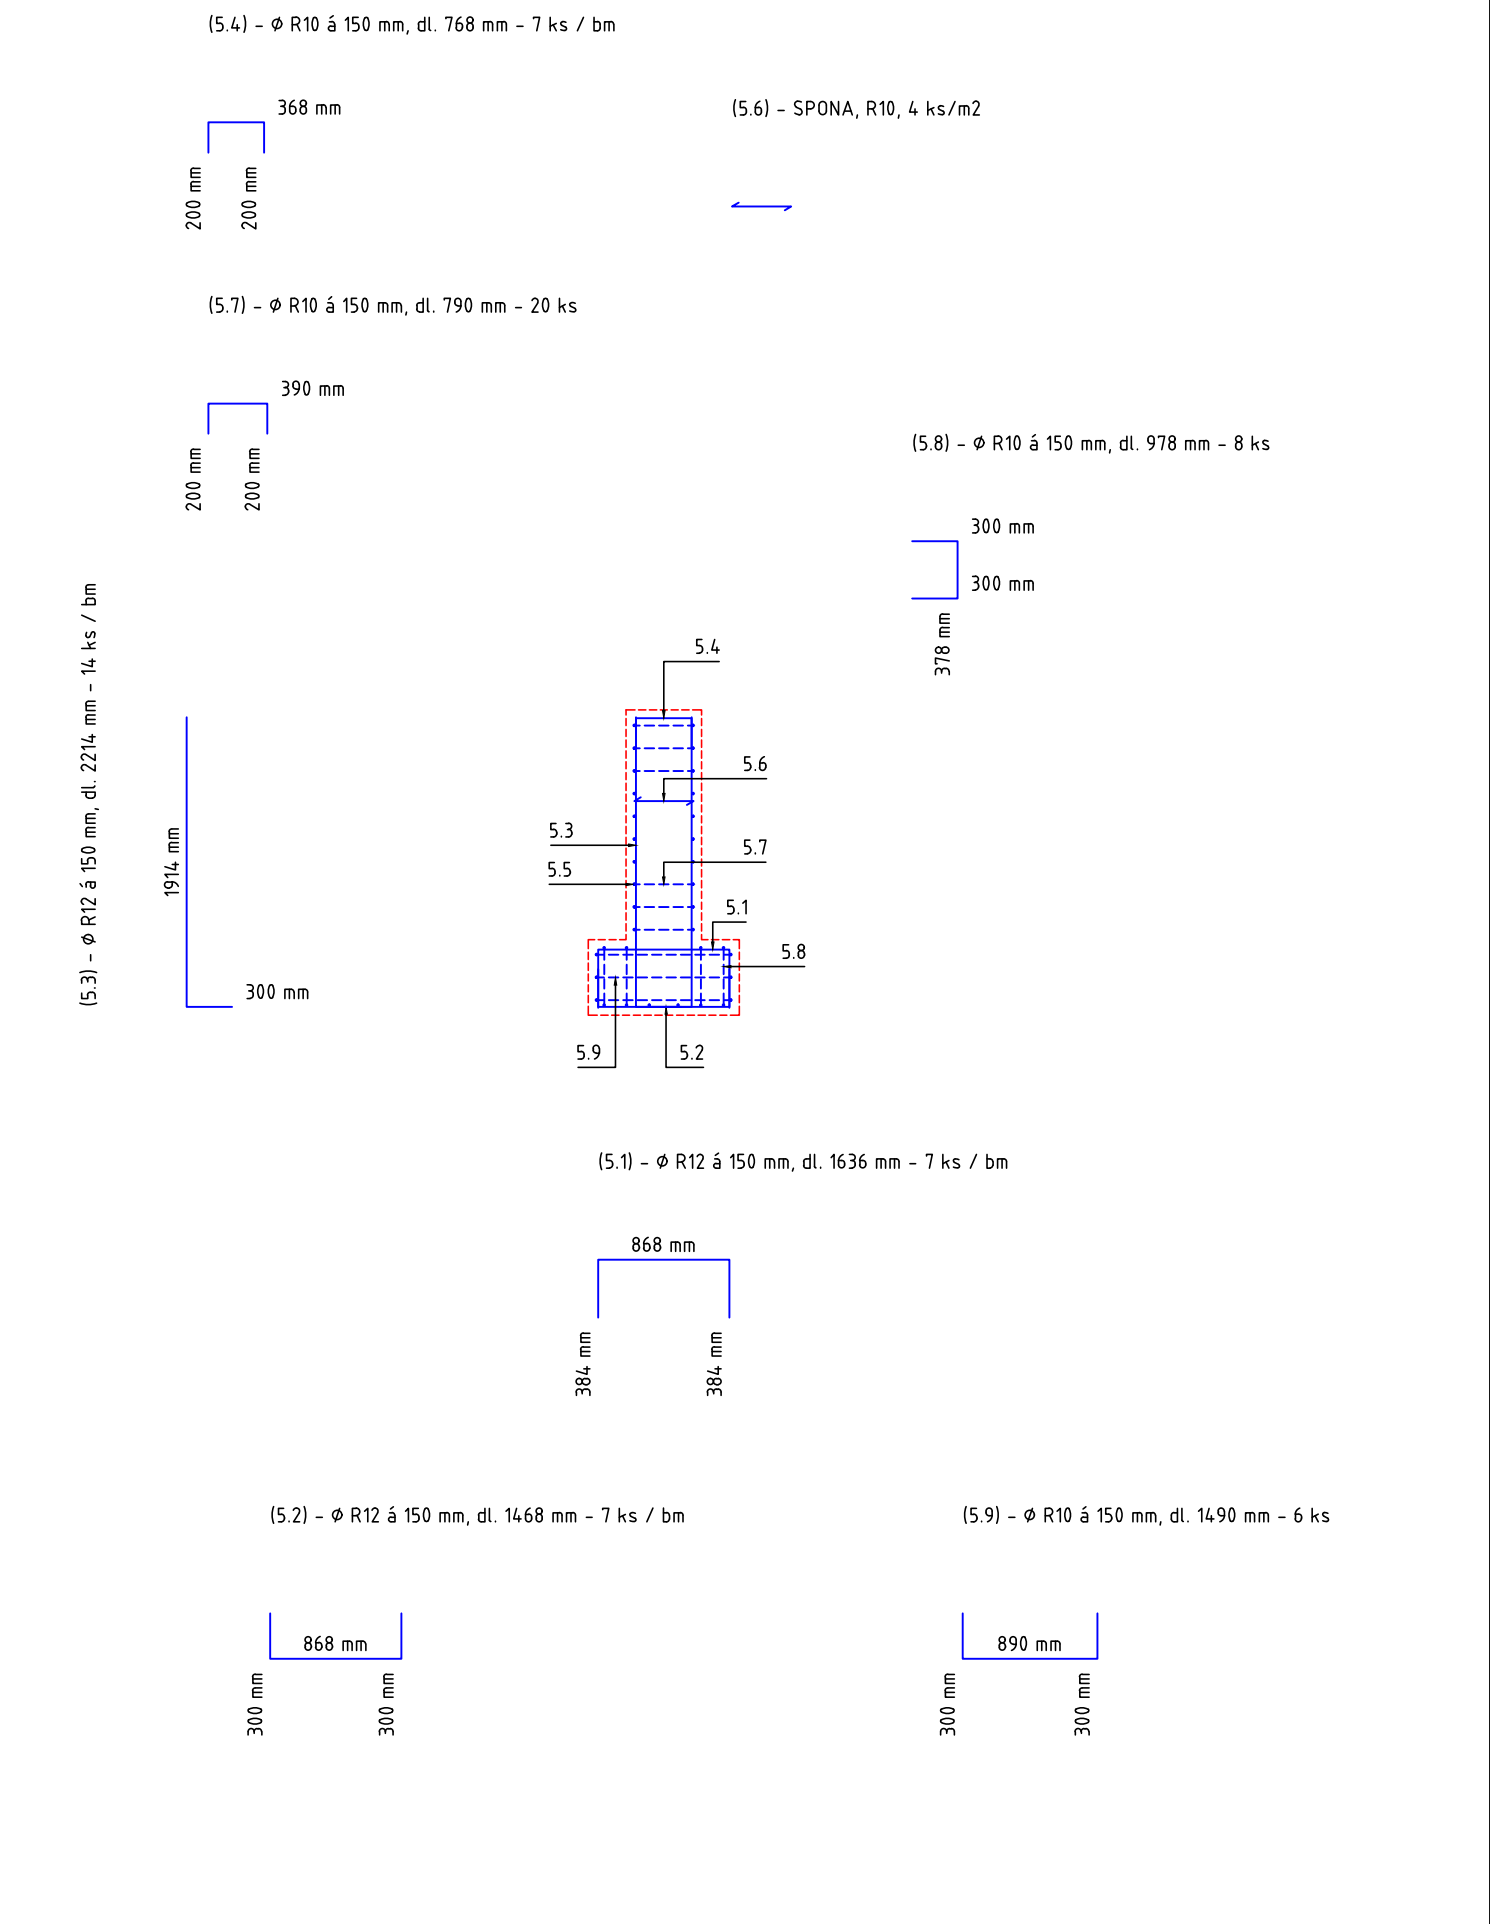 (5.4) - Ø R10 á 150 mm, dl. 768 mm - 7 ks / bm
368 mm
200 mm
200 mm
(5.6) - SPONA, R10, 4 ks/m2
(5.7) - Ø R10 á 150 mm, dl. 790 mm - 20 ks
390 mm
200 mm
200 mm
(5.8) - Ø R10 á 150 mm, dl. 978 mm - 8 ks
300 mm
300 mm
378 mm
(5.3) - Ø R12 á 150 mm, dl. 2214 mm - 14 ks / bm
1914 mm
300 mm
5.4
5.6
5.3
5.7
5.5
5.1
5.8
5.9
5.2
(5.1) - Ø R12 á 150 mm, dl. 1636 mm - 7 ks / bm
868 mm
384 mm
384 mm
(5.2) - Ø R12 á 150 mm, dl. 1468 mm - 7 ks / bm
868 mm
300 mm
300 mm
(5.9) - Ø R10 á 150 mm, dl. 1490 mm - 6 ks
890 mm
300 mm
300 mm